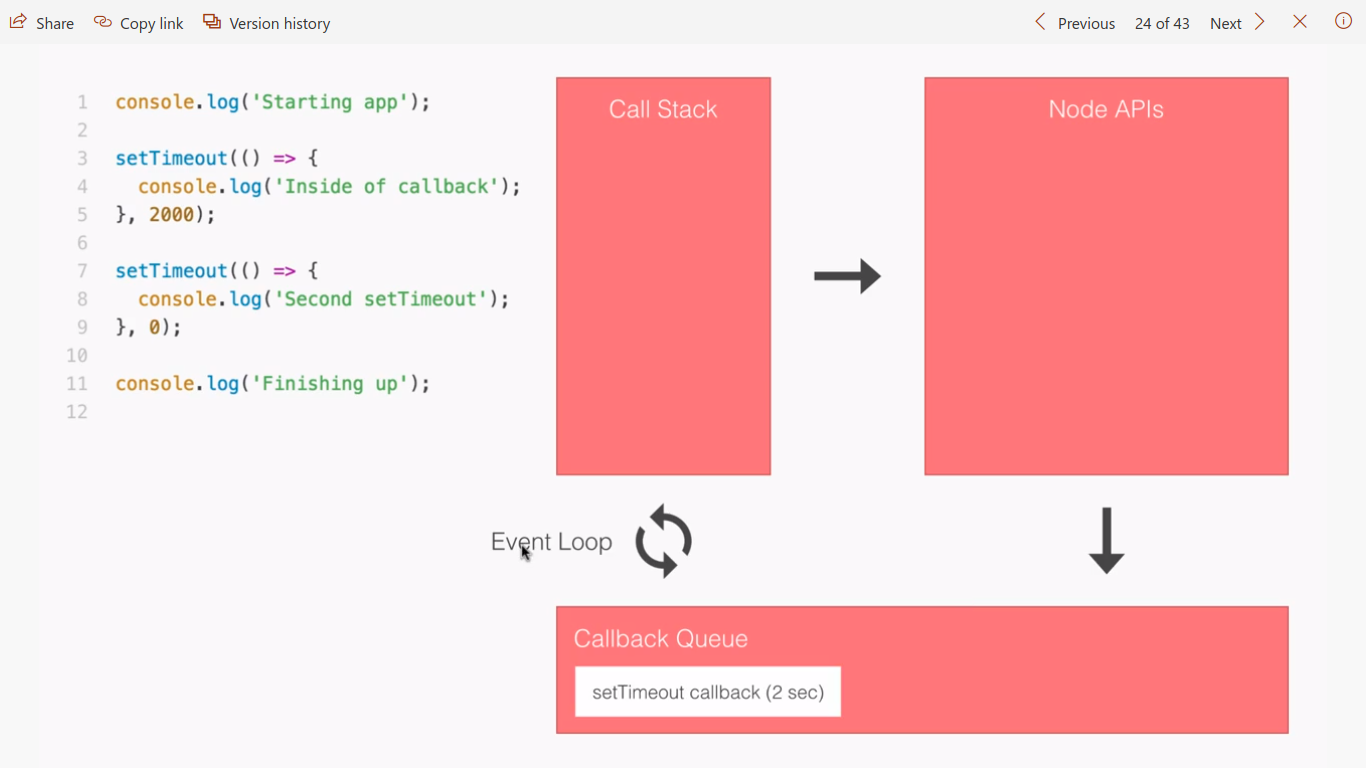 Share Copy link Version history Previous 24 of 43 Next
1 console.log('Starting app');
2
3 setTimeout(() => {
4   console.log('Inside of callback');
5 }, 2000);
6
7 setTimeout(() => {
8   console.log('Second setTimeout');
9 }, 0);
10
11 console.log('Finishing up');
12
Call Stack
Node APIs
Event Loop
Callback Queue
setTimeout callback (2 sec)